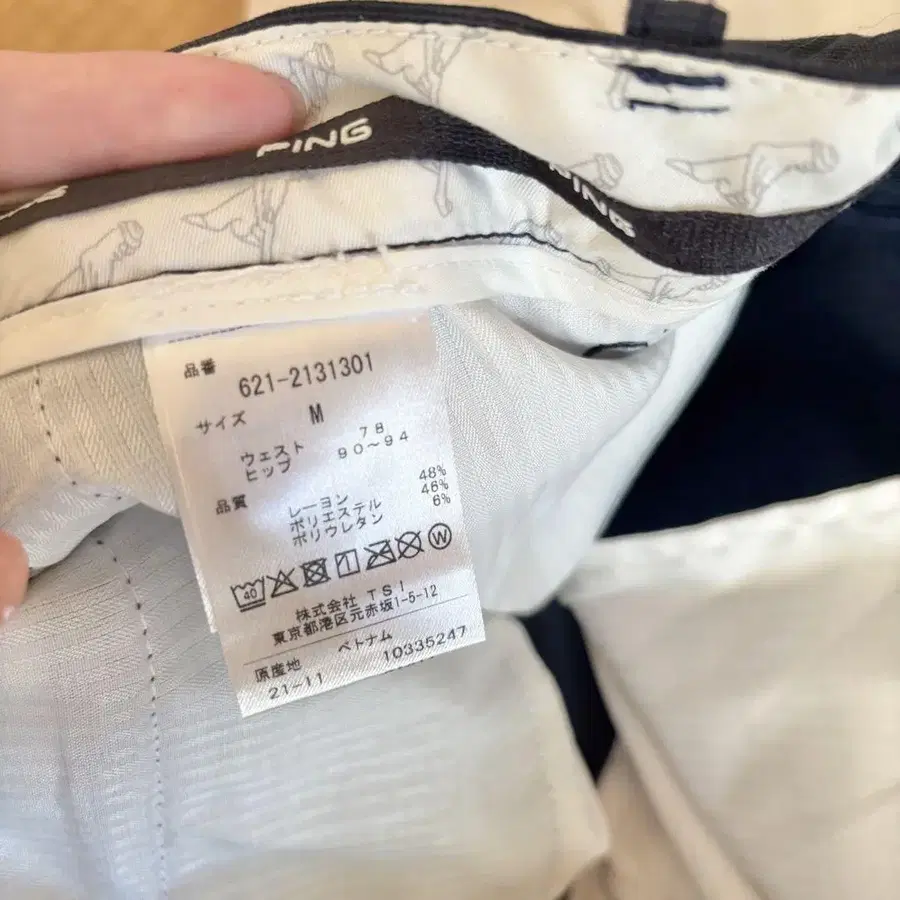 PING
PING
品番
621-2131301
サイズ M
ウェスト 78
ヒップ 90～94
品質
レーヨン 48%
ポリエステル 46%
ポリウレタン 6%
40
W
株式会社 TSI
東京都港区元赤坂1-5-12
原産地 ベトナム
21-11 10335247